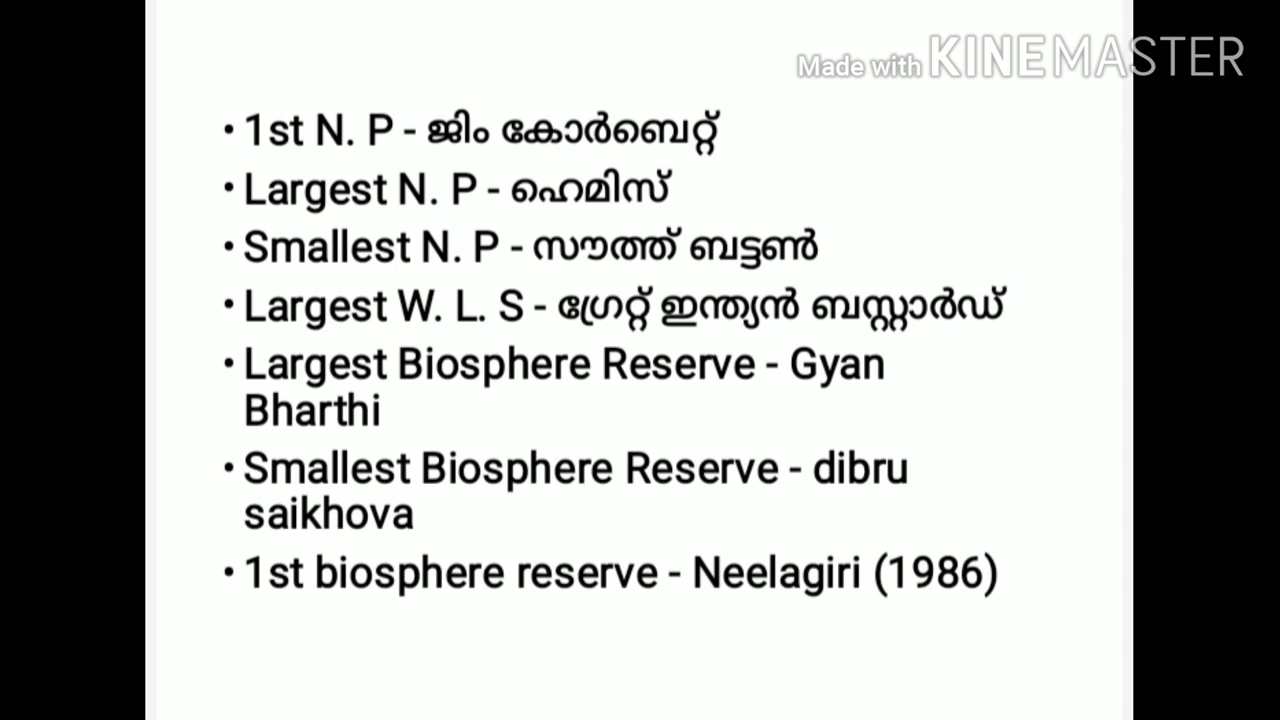 Made with KINEMASTER
• 1st N. P - ജിം കോർബെറ്റ്
• Largest N. P - ഹെമിസ്
• Smallest N. P - സൗത്ത് ബട്ടൺ
• Largest W. L. S - ഗ്രേറ്റ് ഇന്ത്യൻ ബസ്റ്റാർഡ്
• Largest Biosphere Reserve - Gyan
Bharthi
• Smallest Biosphere Reserve - dibru
saikhova
• 1st biosphere reserve - Neelagiri (1986)